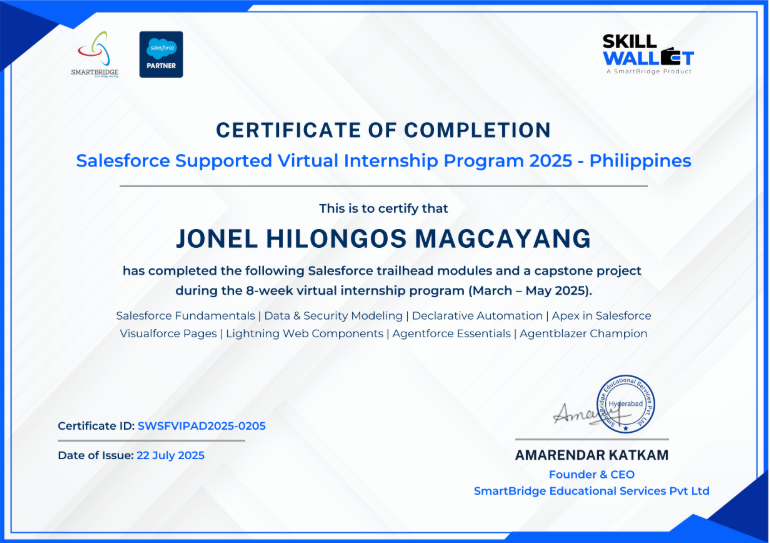 SMARTBRIDGE
salesforce
PARTNER
SKILL
WALLET
A SmartBridge Product
CERTIFICATE OF COMPLETION
Salesforce Supported Virtual Internship Program 2025 - Philippines
This is to certify that
JONEL HILONGOS MAGCAYANG
has completed the following Salesforce trailhead modules and a capstone project
during the 8-week virtual internship program (March – May 2025).
Salesforce Fundamentals | Data & Security Modeling | Declarative Automation | Apex in Salesforce
Visualforce Pages | Lightning Web Components | Agentforce Essentials | Agentblazer Champion
SmartBridge Educational Services Pvt. Ltd.
Hyderabad
Certificate ID: SWSFVIPAD2025-0205
Date of Issue: 22 July 2025
AMARENDAR KATKAM
Founder & CEO
SmartBridge Educational Services Pvt Ltd